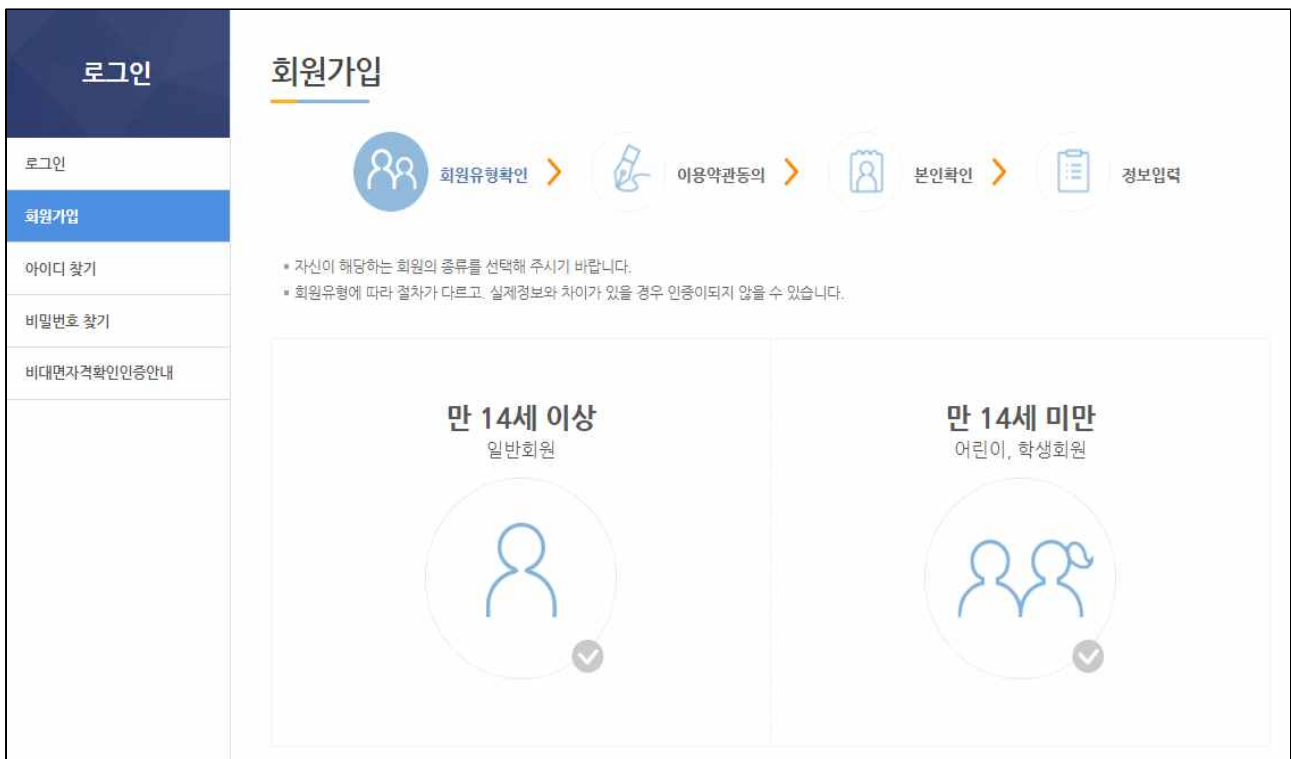 로그인
로그인
회원가입
아이디 찾기
비밀번호 찾기
비대면자격확인인증안내
회원가입
회원유형확인
이용약관동의
본인확인
정보입력
자신이 해당하는 회원의 종류를 선택해 주시기 바랍니다.
회원유형에 따라 절차가 다르고. 실제정보와 차이가 있을 경우 인증이되지 않을 수 있습니다.
만 14세 이상
일반회원
만 14세 미만
어린이, 학생회원